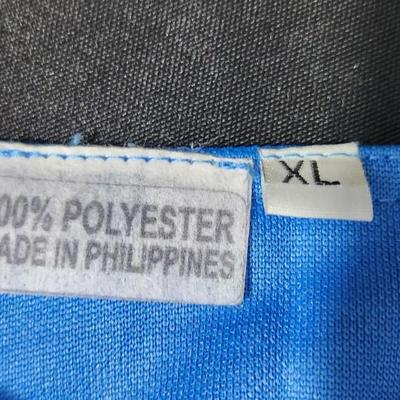 00% POLYESTER
ADE IN PHILIPPINES
XL